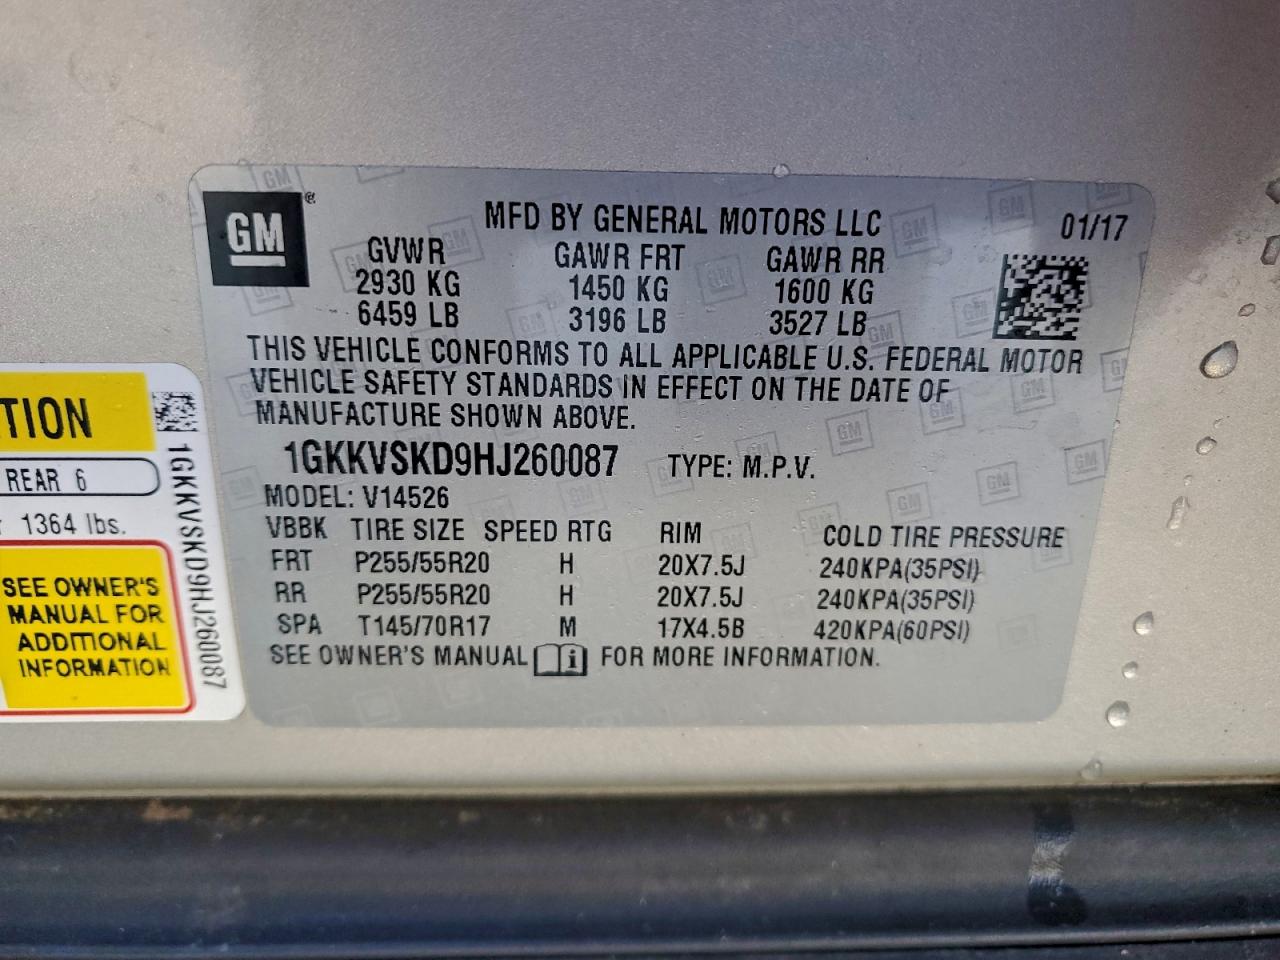 GM
MFD BY GENERAL MOTORS LLC 01/17
GVWR GAWR FRT GAWR RR
2930 KG 1450 KG 1600 KG
6459 LB 3196 LB 3527 LB
THIS VEHICLE CONFORMS TO ALL APPLICABLE U.S. FEDERAL MOTOR
VEHICLE SAFETY STANDARDS IN EFFECT ON THE DATE OF
MANUFACTURE SHOWN ABOVE.
1GKKVSKD9HJ260087 TYPE: M.P.V.
MODEL: V14526
VBBK TIRE SIZE SPEED RTG RIM COLD TIRE PRESSURE
FRT P255/55R20 H 20X7.5J 240KPA(35PSI)
RR P255/55R20 H 20X7.5J 240KPA(35PSI)
SPA T145/70R17 M 17X4.5B 420KPA(60PSI)
SEE OWNER'S MANUAL FOR MORE INFORMATION.
TION
REAR 6
1364 lbs.
SEE OWNER'S
MANUAL FOR
ADDITIONAL
INFORMATION
1GKKVSKD9HJ260087